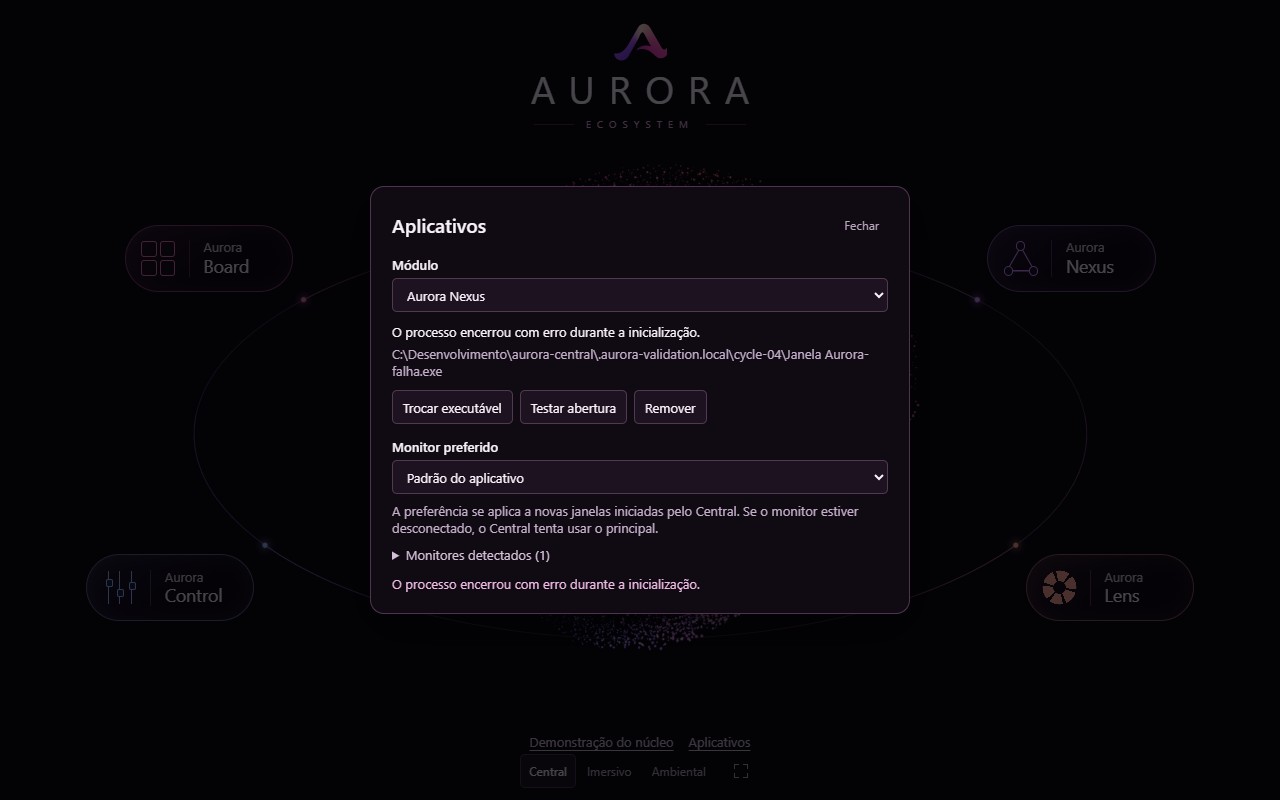 AURORA
ECOSYSTEM
Aurora
Board
Aurora
Nexus
Aplicativos
Fechar
Módulo
Aurora Nexus
O processo encerrou com erro durante a inicialização.
C:\Desenvolvimento\aurora-central\.aurora-validation.local\cycle-04\Janela Aurora-
falha.exe
Trocar executável
Testar abertura
Remover
Monitor preferido
Padrão do aplicativo
A preferência se aplica a novas janelas iniciadas pelo Central. Se o monitor estiver
desconectado, o Central tenta usar o principal.
Monitores detectados (1)
O processo encerrou com erro durante a inicialização.
Aurora
Control
Aurora
Lens
Demonstração do núcleo
Aplicativos
Central
Imersivo
Ambiental